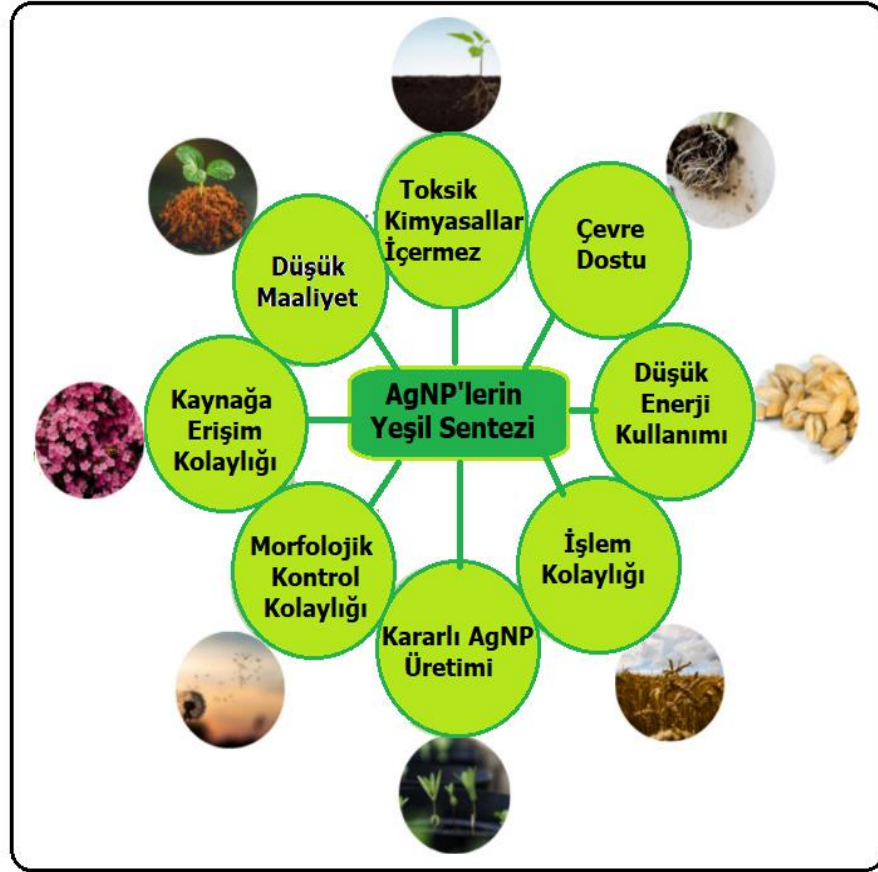 Toksik
Kimyasallar
İçermez
Çevre
Dostu
Düşük
Maaliyet
AgNP'lerin
Yeşil Sentezi
Düşük
Enerji
Kullanımı
Kaynağa
Erişim
Kolaylığı
İşlem
Kolaylığı
Morfolojik
Kontrol
Kolaylığı
Kararlı AgNP
Üretimi